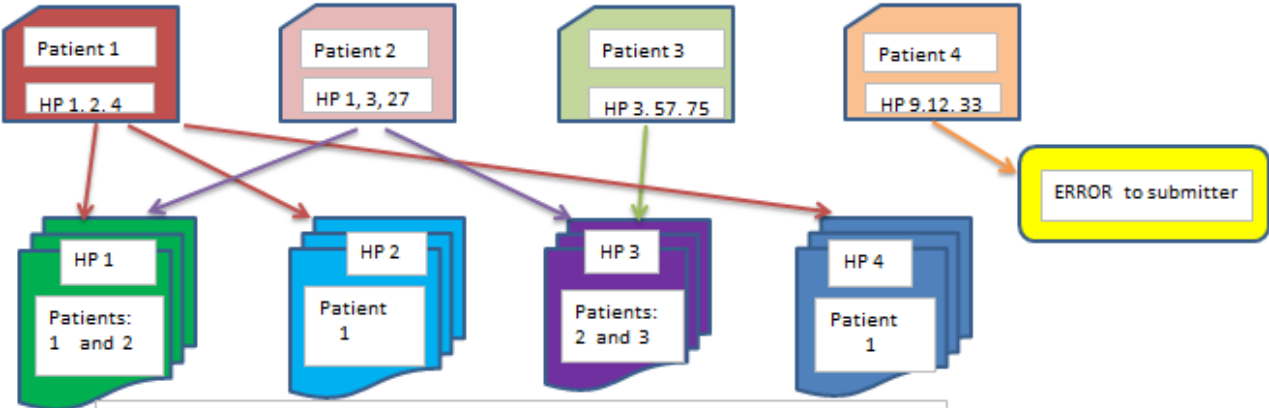 Patient 1
HP 1. 2. 4
Patient 2
HP 1, 3, 27
Patient 3
HP 3. 57. 75
Patient 4
HP 9.12. 33
ERROR to submitter
HP 1
Patients:
1 and 2
HP 2
Patient
1
HP 3
Patients:
2 and 3
HP 4
Patient
1